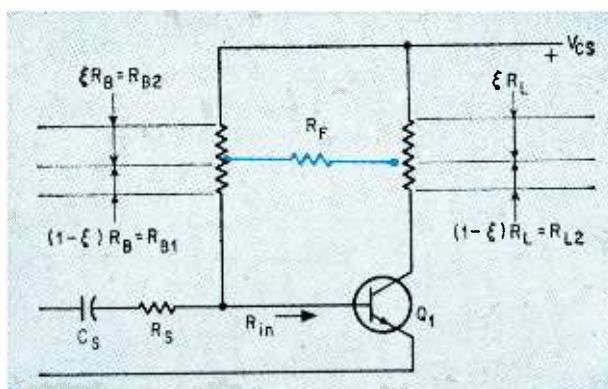 V_CS
+
ξR_B = R_B2
ξR_L
R_F
(1-ξ)R_B = R_B1
(1-ξ)R_L = R_L2
C_S
R_S
R_in
Q_1